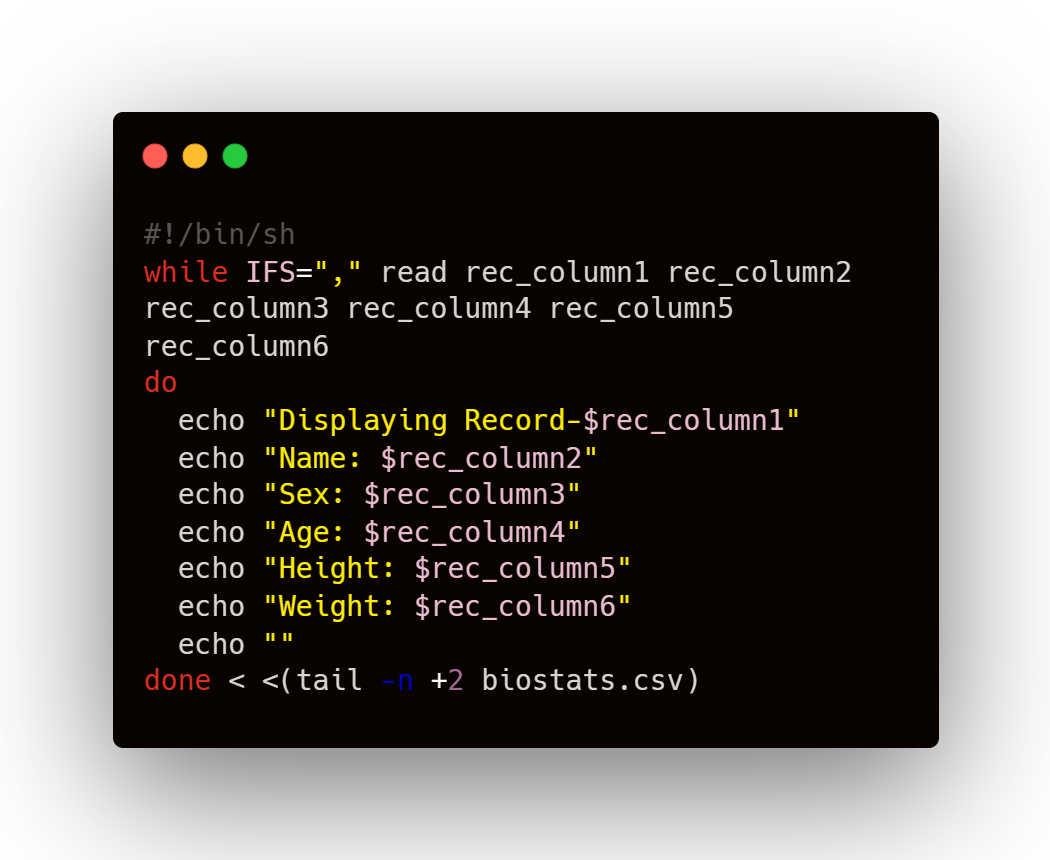 #!/bin/sh
while IFS="," read rec_column1 rec_column2
rec_column3 rec_column4 rec_column5
rec_column6
do
  echo "Displaying Record-$rec_column1"
  echo "Name: $rec_column2"
  echo "Sex: $rec_column3"
  echo "Age: $rec_column4"
  echo "Height: $rec_column5"
  echo "Weight: $rec_column6"
  echo ""
done < <(tail -n +2 biostats.csv)